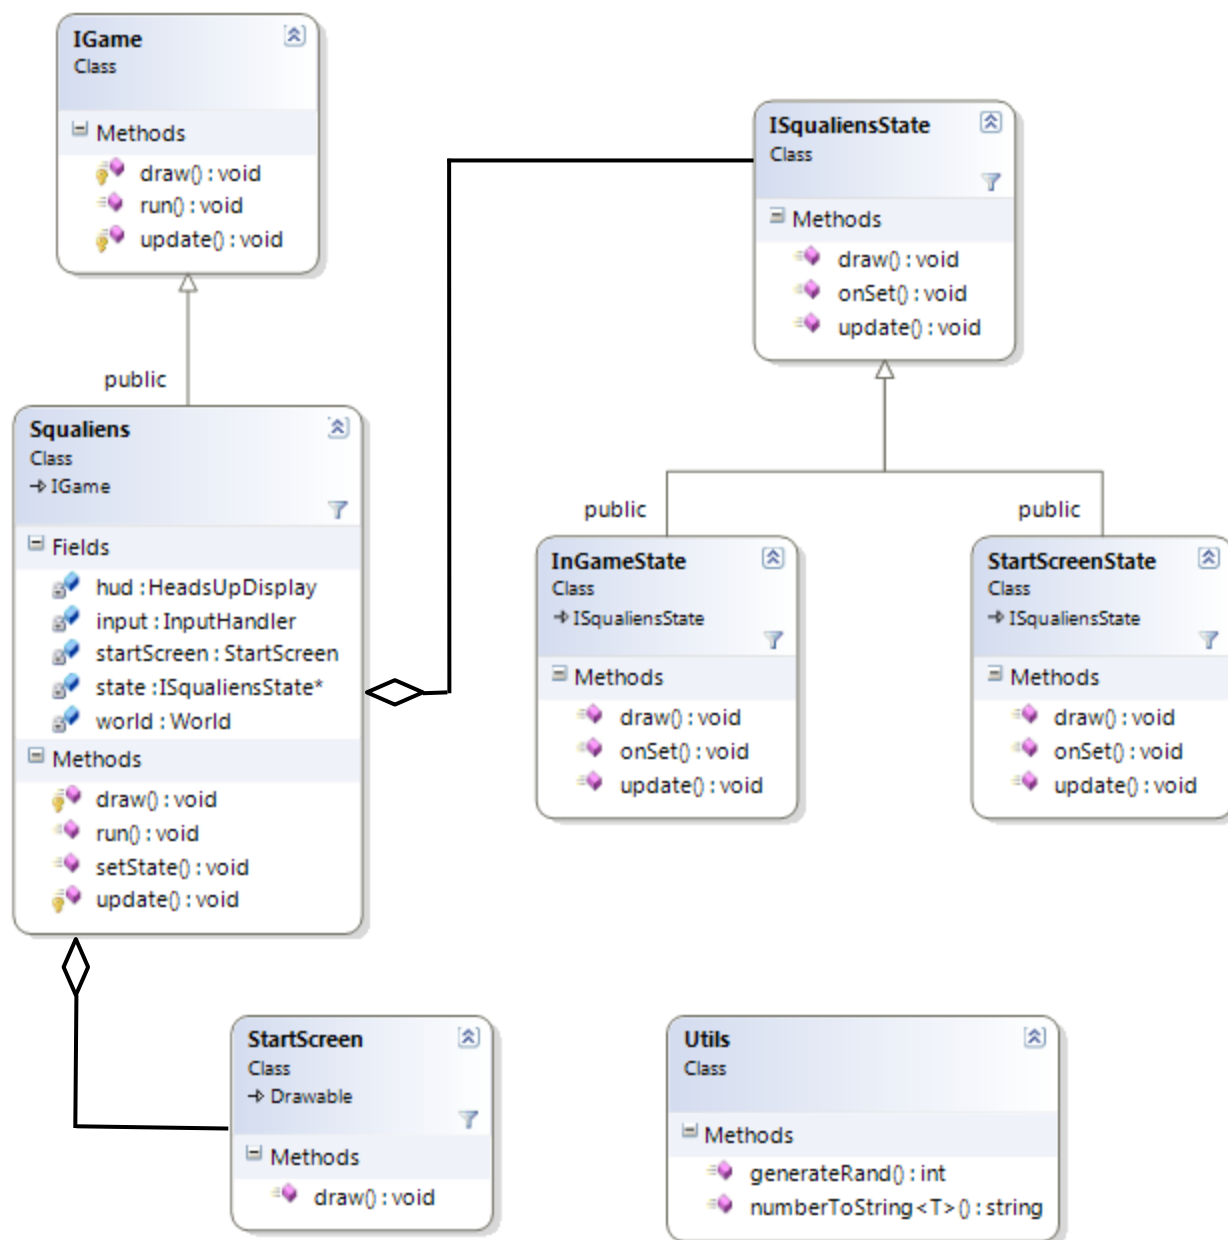 IGame
Class
Methods
draw() : void
run() : void
update() : void
ISqualiensState
Class
Methods
draw() : void
onSet() : void
update() : void
public
Squaliens
Class
IGame
Fields
hud : HeadsUpDisplay
input : InputHandler
startScreen : StartScreen
state : ISqualiensState*
world : World
Methods
draw() : void
run() : void
setState() : void
update() : void
public
InGameState
Class
ISqualiensState
Methods
draw() : void
onSet() : void
update() : void
public
StartScreenState
Class
ISqualiensState
Methods
draw() : void
onSet() : void
update() : void
StartScreen
Class
Drawable
Methods
draw() : void
Utils
Class
Methods
generateRand() : int
numberToString<T>() : string